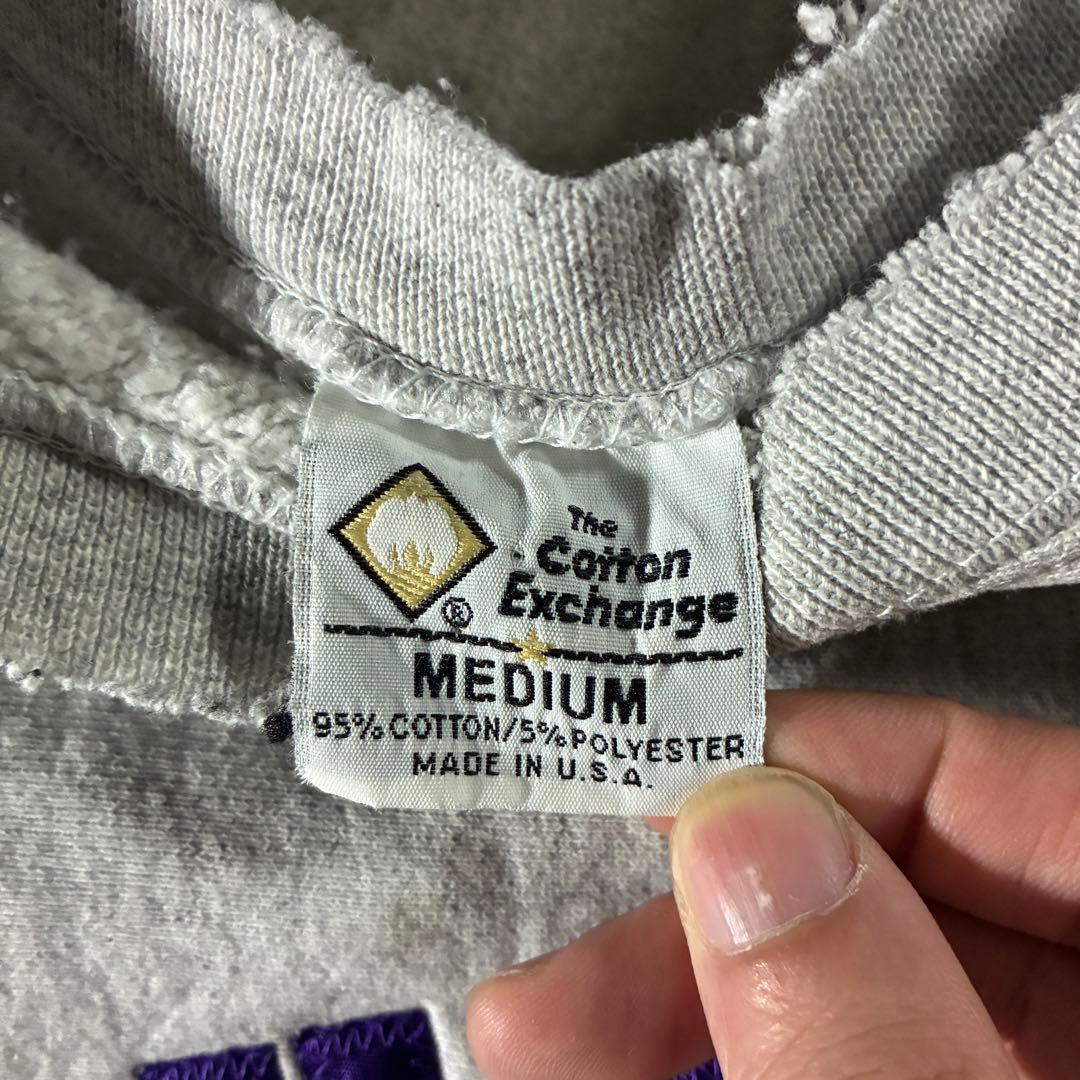 The
Cotton
Exchange
®
MEDIUM
95% COTTON/5% POLYESTER
MADE IN U.S.A.